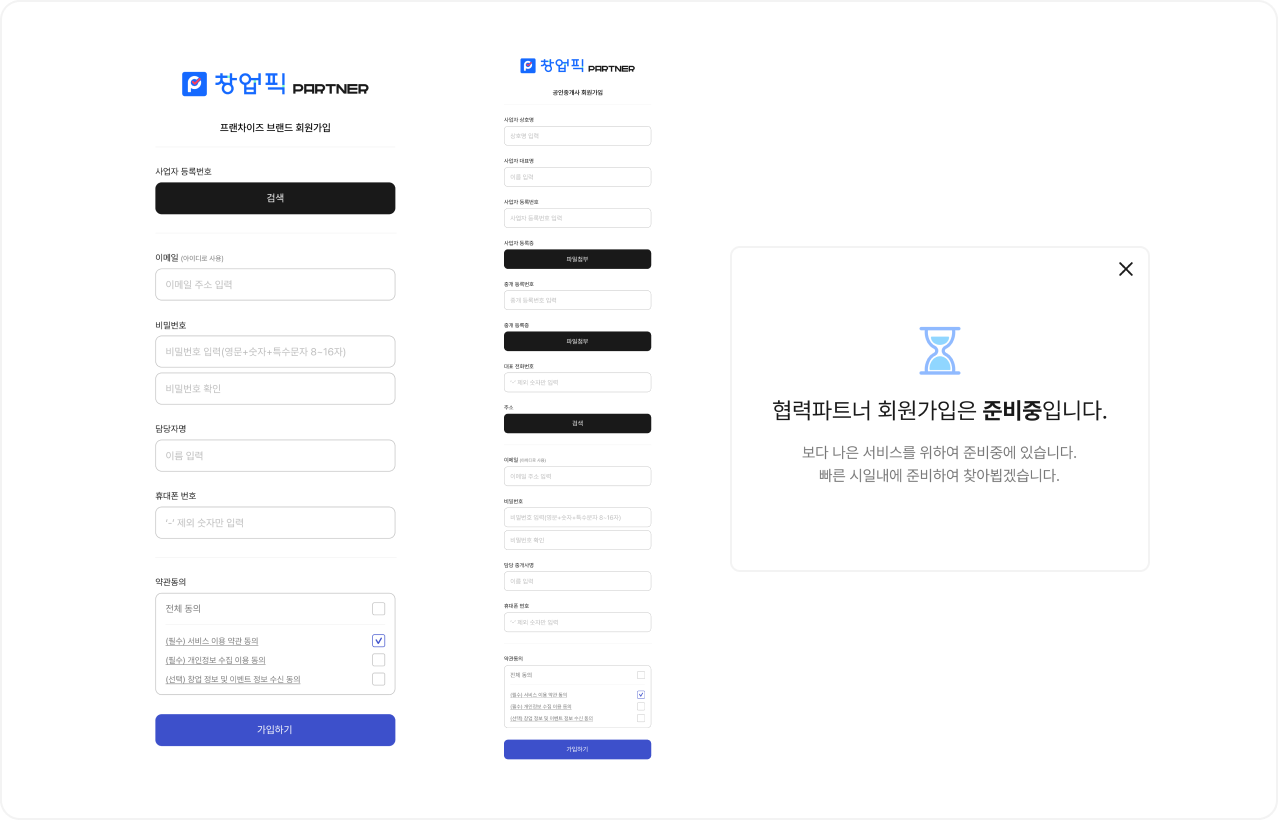 창업픽 PARTNER
프랜차이즈 브랜드 회원가입
사업자 등록번호
검색
이메일 (아이디로 사용)
이메일 주소 입력
비밀번호
비밀번호 입력(영문+숫자+특수문자 8~16자)
비밀번호 확인
담당자명
이름 입력
휴대폰 번호
'-' 제외 숫자만 입력
약관동의
전체 동의
(필수) 서비스 이용 약관 동의
(필수) 개인정보 수집 이용 동의
(선택) 창업 정보 및 이벤트 정보 수신 동의
가입하기
창업픽 PARTNER
공인중개사 회원가입
사업자 상호명
상호명 입력
사업자 대표명
이름 입력
사업자 등록번호
사업자 등록번호 입력
사업자 등록증
파일첨부
중개 등록번호
중개 등록번호 입력
중개 등록증
파일첨부
대표 전화번호
'-' 제외 숫자만 입력
주소
검색
이메일 (아이디로 사용)
이메일 주소 입력
비밀번호
비밀번호 입력(영문+숫자+특수문자 8~16자)
비밀번호 확인
담당 중개사명
이름 입력
휴대폰 번호
'-' 제외 숫자만 입력
약관동의
전체 동의
(필수) 서비스 이용 약관 동의
(필수) 개인정보 수집 이용 동의
(선택) 창업 정보 및 이벤트 정보 수신 동의
가입하기
협력파트너 회원가입은 준비중입니다.
보다 나은 서비스를 위하여 준비중에 있습니다.
빠른 시일내에 준비하여 찾아뵙겠습니다.